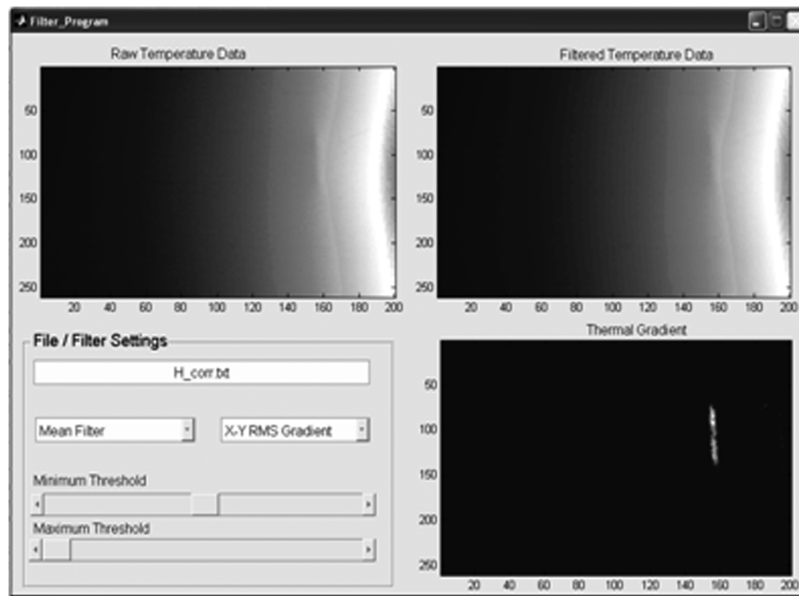 Filter_Program
Raw Temperature Data
50
100
150
200
250
20 40 60 80 100 120 140 160 180 200
Filtered Temperature Data
50
100
150
200
250
20 40 60 80 100 120 140 160 180 200
File / Filter Settings
H_corr.txt
Mean Filter
X-Y RMS Gradient
Minimum Threshold
Maximum Threshold
Thermal Gradient
50
100
150
200
250
20 40 60 80 100 120 140 160 180 200